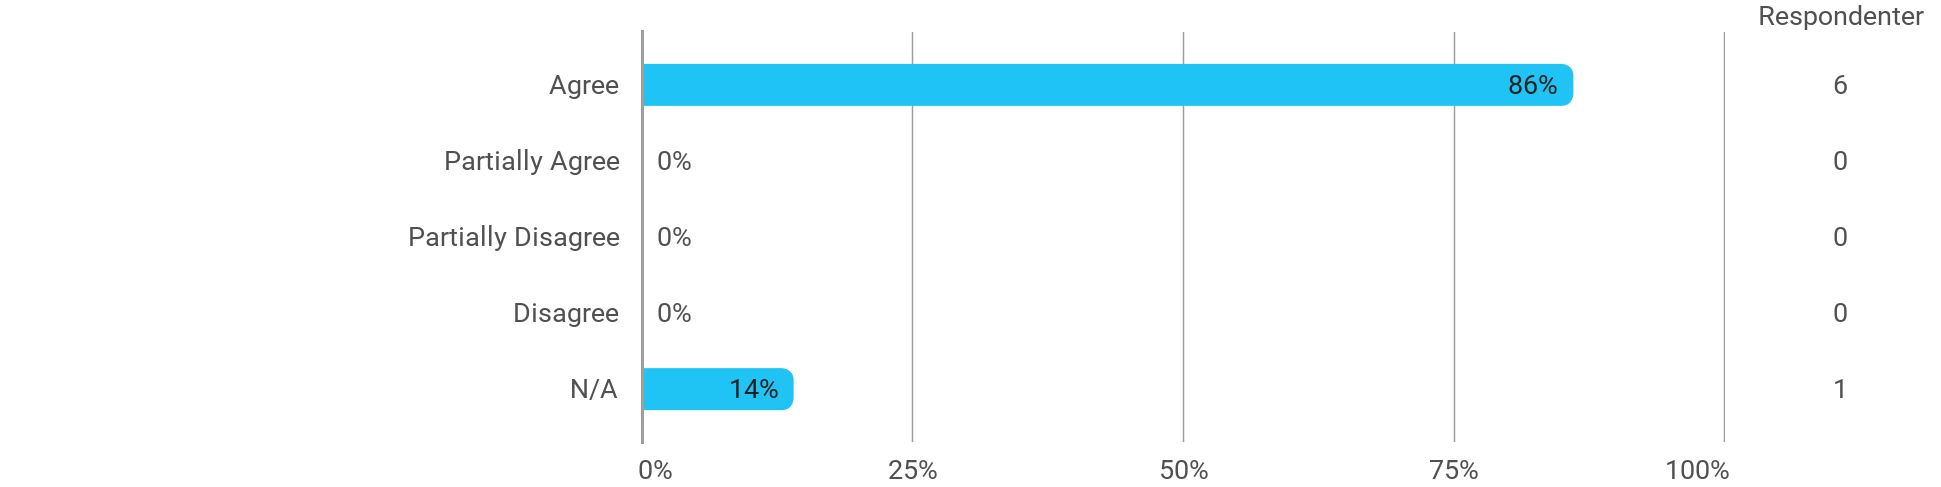 Respondenter
Agree 86% 6
Partially Agree 0% 0
Partially Disagree 0% 0
Disagree 0% 0
N/A 14% 1
0% 25% 50% 75% 100%